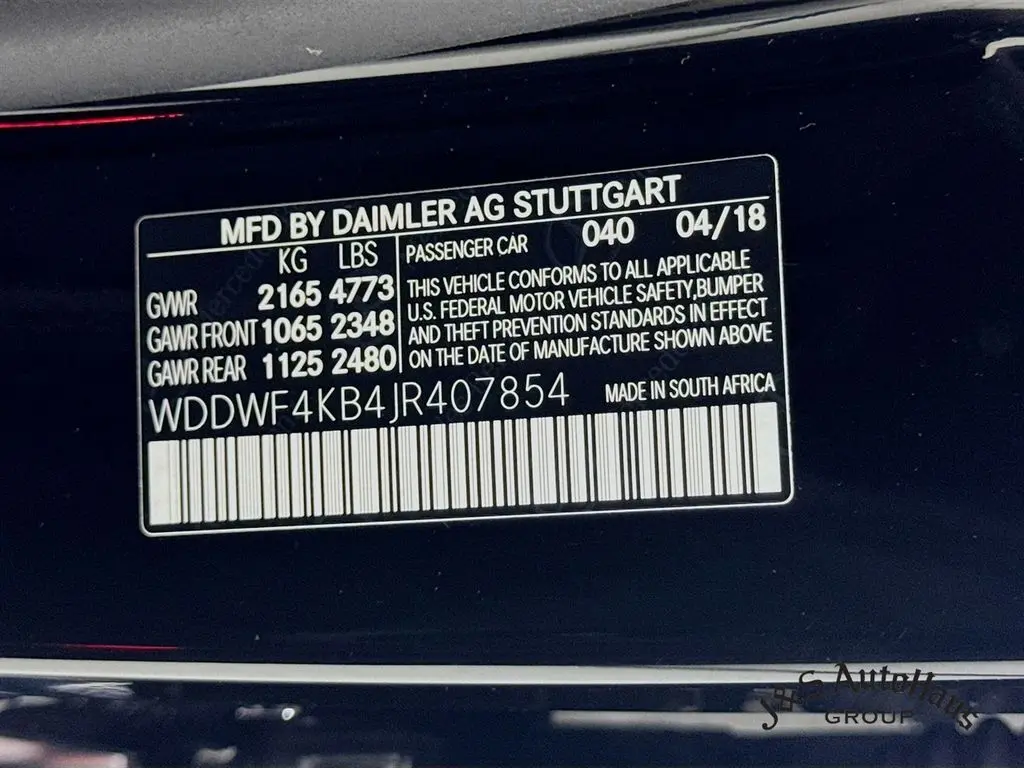 MFD BY DAIMLER AG STUTTGART
KG LBS
GVWR 2165 4773
GAWR FRONT 1065 2348
GAWR REAR 1125 2480
PASSENGER CAR 040 04/18
THIS VEHICLE CONFORMS TO ALL APPLICABLE
U.S. FEDERAL MOTOR VEHICLE SAFETY,BUMPER
AND THEFT PREVENTION STANDARDS IN EFFECT
ON THE DATE OF MANUFACTURE SHOWN ABOVE
WDDWF4KB4JR407854 MADE IN SOUTH AFRICA
J&S AutoHaus
GROUP